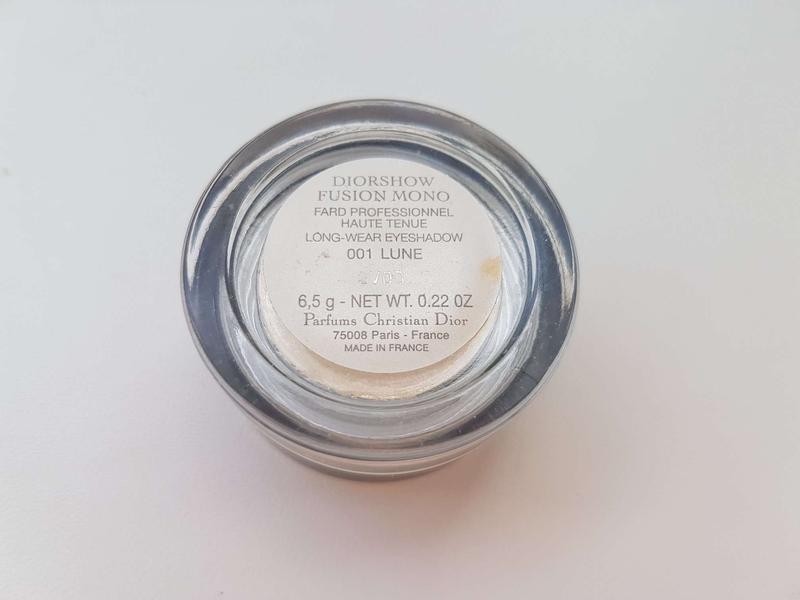 DIORSHOW
FUSION MONO
FARD PROFESSIONNEL
HAUTE TENUE
LONG-WEAR EYESHADOW
001 LUNE
6,5 g - NET WT. 0.22 OZ
Parfums Christian Dior
75008 Paris - France
MADE IN FRANCE